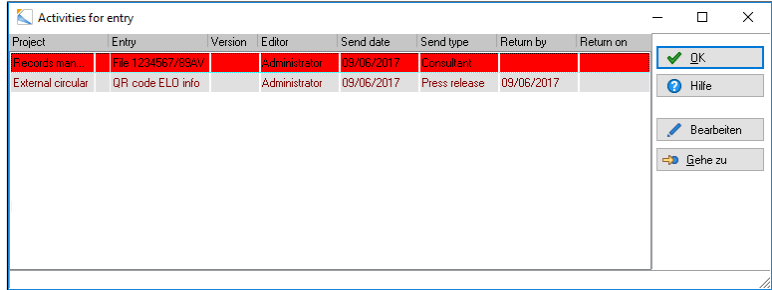 Activities for entry
Project Entry Version Editor Send date Send type Return by Return on
Records man... File 1234567/89AV Administrator 09/06/2017 Consultant
External circular QR code ELO info Administrator 09/06/2017 Press release 09/06/2017
OK
Hilfe
Bearbeiten
Gehe zu